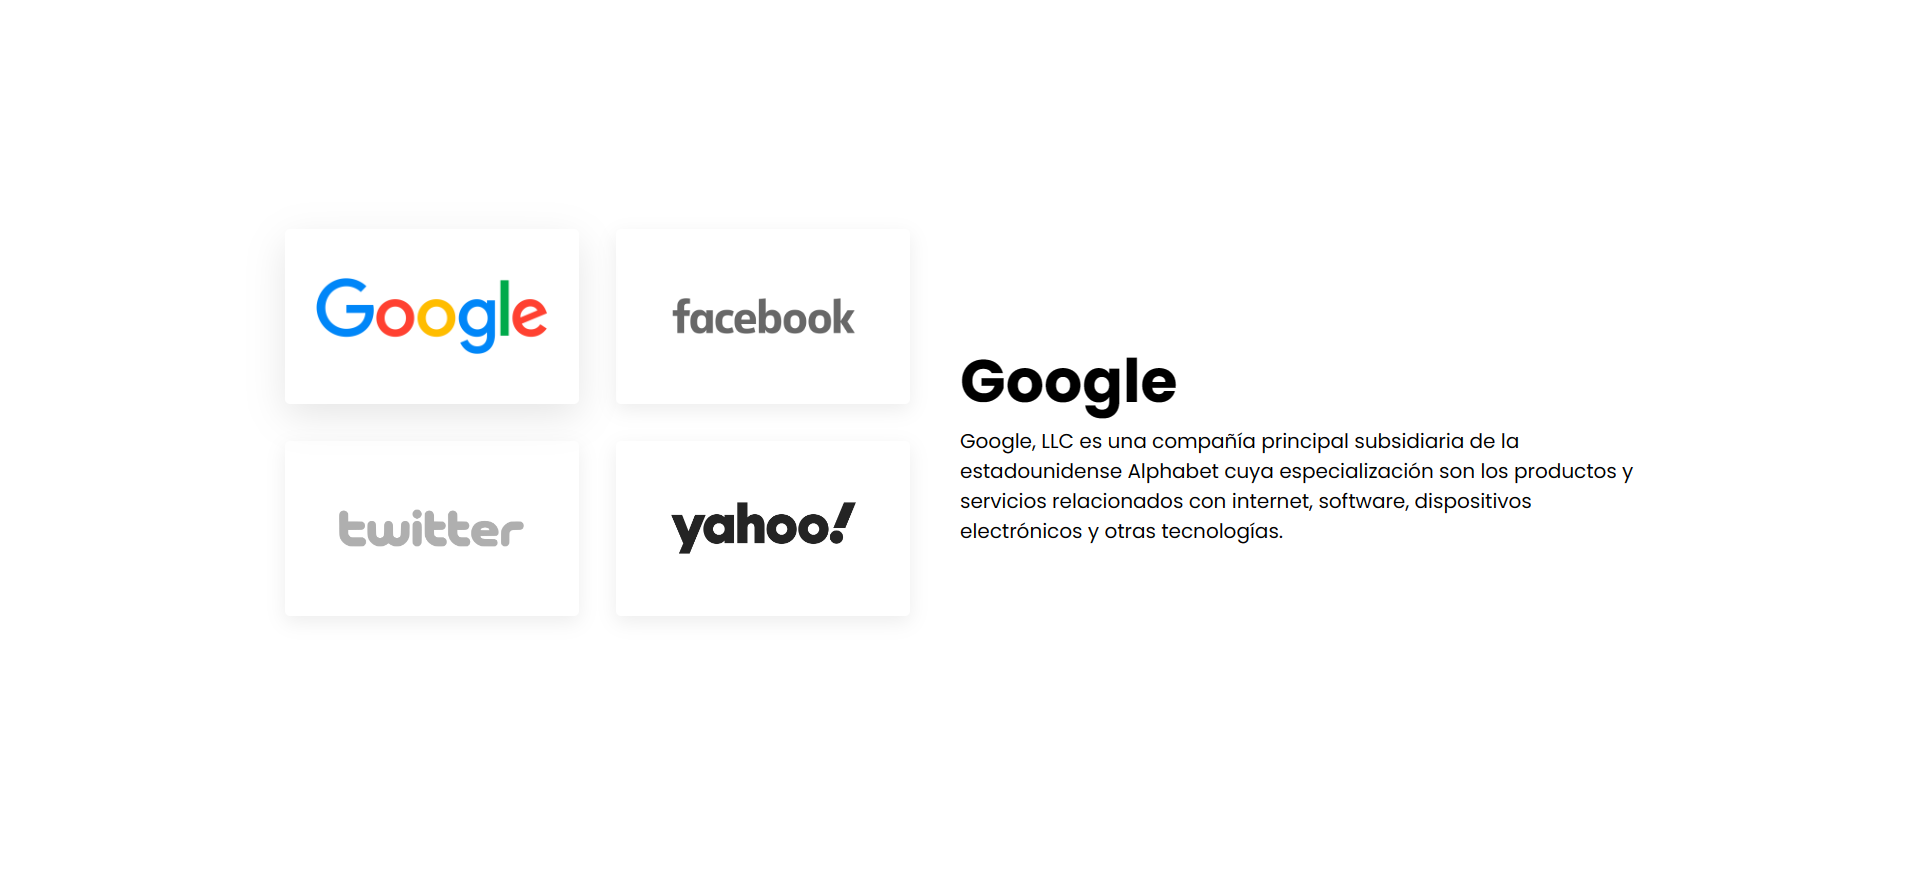 Google
facebook
twitter
yahoo!
Google
Google, LLC es una compañía principal subsidiaria de la
estadounidense Alphabet cuya especialización son los productos y
servicios relacionados con internet, software, dispositivos
electrónicos y otras tecnologías.